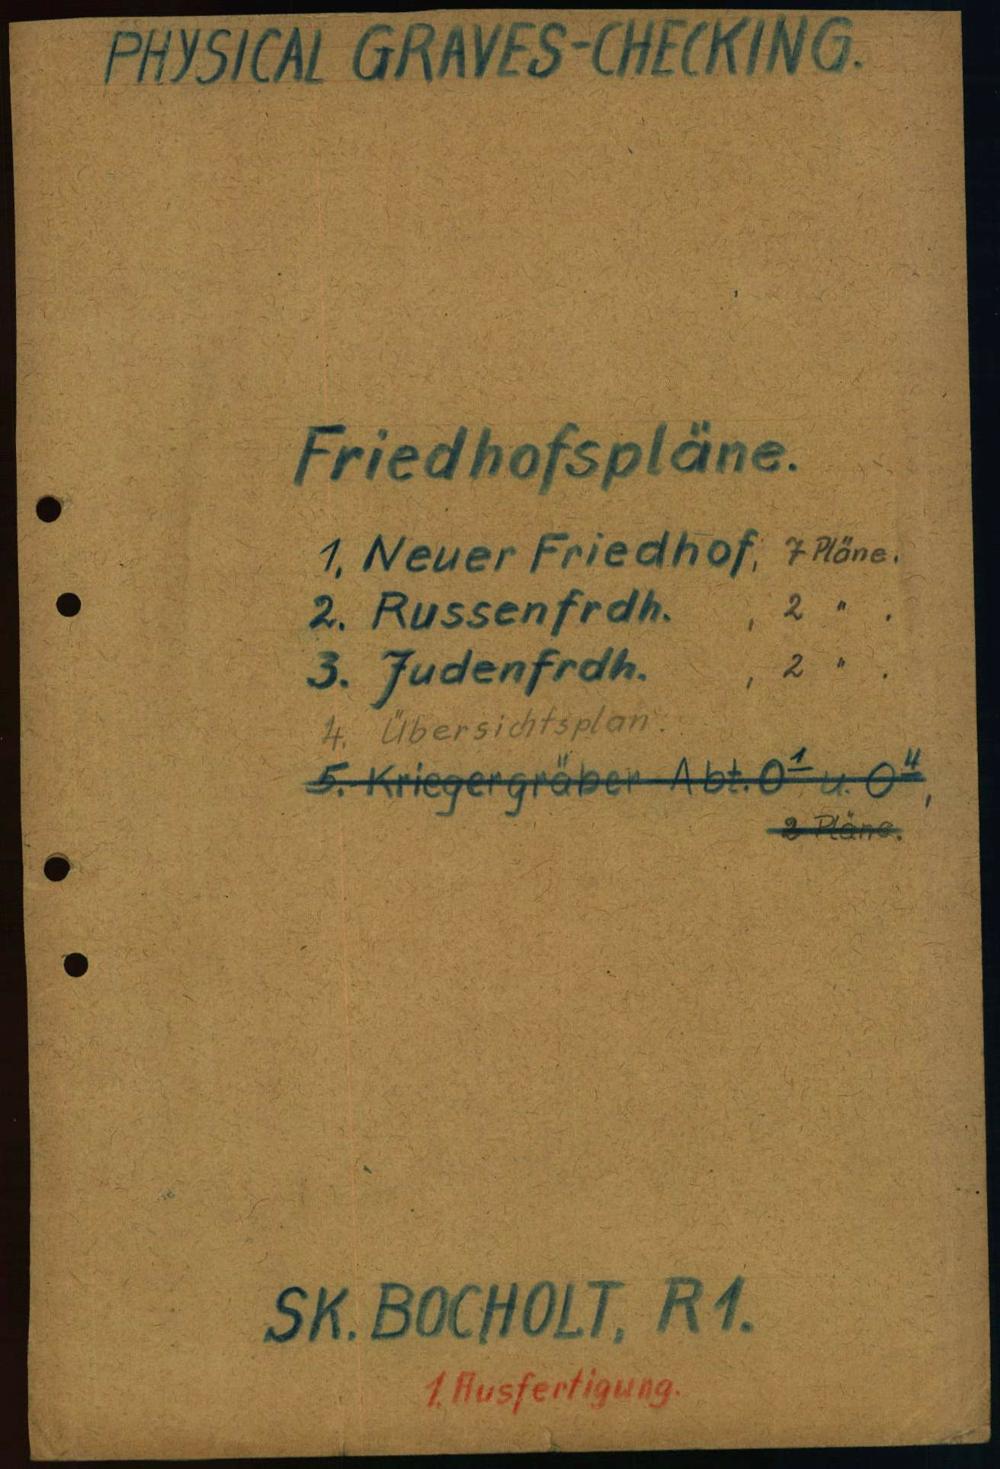 PHYSICAL GRAVES-CHECKING.
Friedhofspläne.
1, Neuer Friedhof, 7 Pläne.
2. Russenfrdh. , 2 " .
3. Judenfrdh. , 2 " .
4. Übersichtsplan.
5. Kriegergräber Abt. O1 u. O4,
2 Pläne.
SK. BOCHOLT, R 1.
1. Ausfertigung.